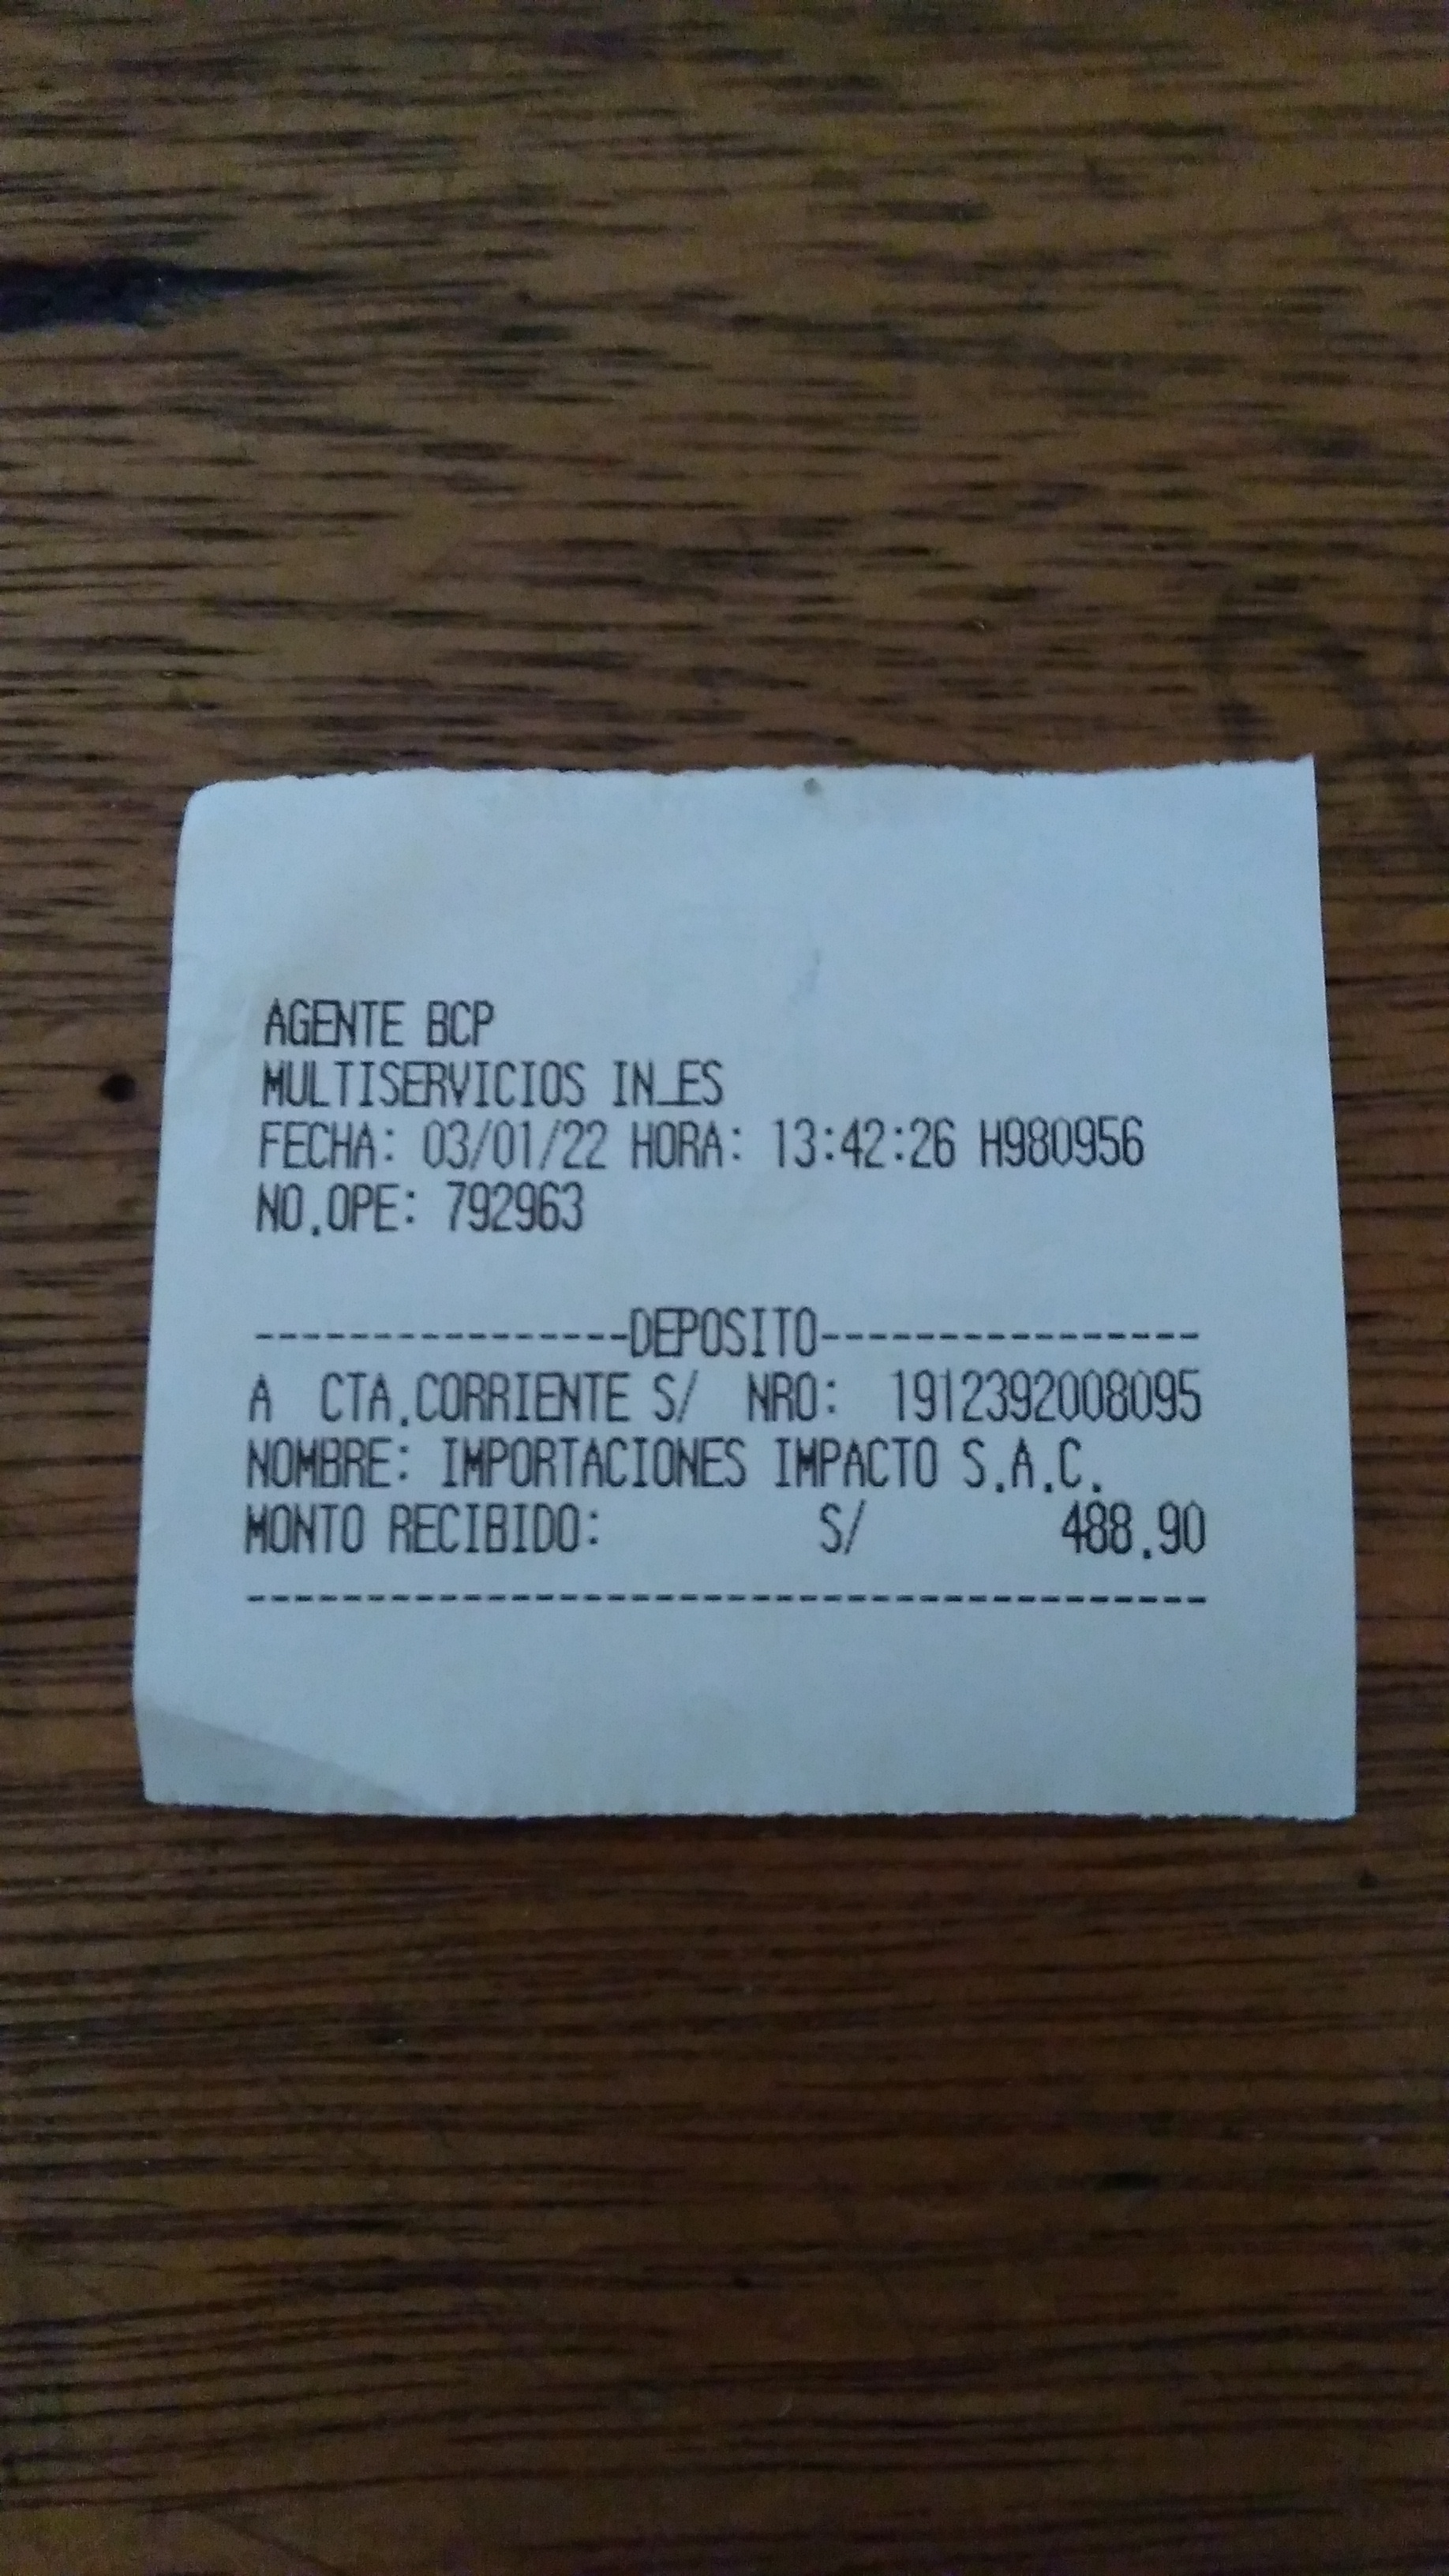 AGENTE BCP
MULTISERVICIOS IN_ES
FECHA: 03/01/22 HORA: 13:42:26 H980956
NO.OPE: 792963
----------------DEPOSITO----------------
A CTA.CORRIENTE S/ NRO: 1912392008095
NOMBRE: IMPORTACIONES IMPACTO S.A.C.
MONTO RECIBIDO: S/ 488.90
----------------------------------------